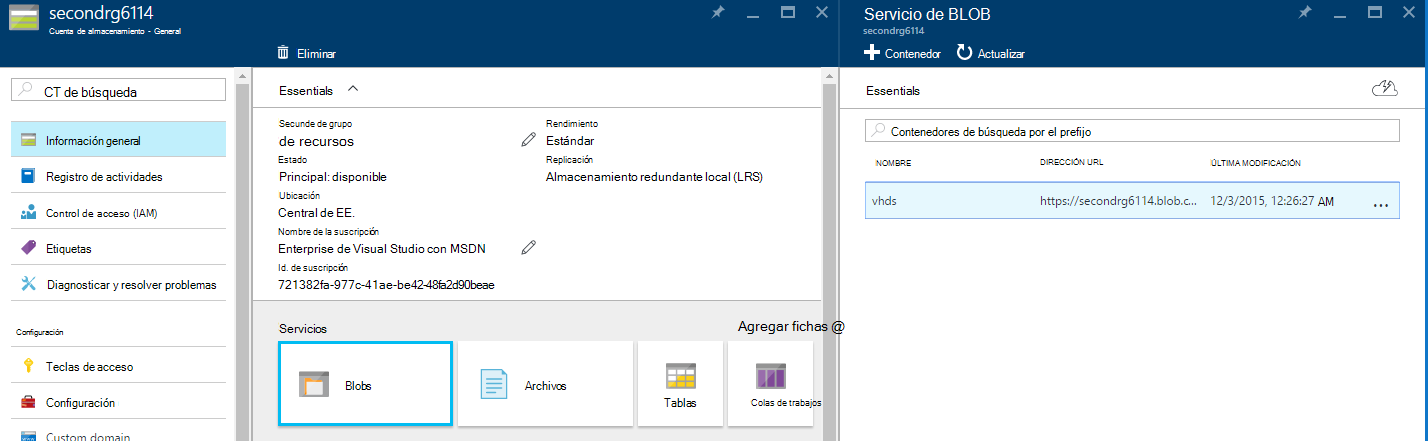 secondrg6114
Cuenta de almacenamiento - General
Eliminar
CT de búsqueda
Información general
Registro de actividades
Control de acceso (IAM)
Etiquetas
Diagnosticar y resolver problemas
Configuración
Teclas de acceso
Configuración
Custom domain
Essentials
Secunde de grupo
de recursos
Estado
Principal: disponible
Ubicación
Central de EE.
Nombre de la suscripción
Enterprise de Visual Studio con MSDN
Id. de suscripción
721382fa-977c-41ae-be42-48fa2d90beae
Rendimiento
Estándar
Replicación
Almacenamiento redundante local (LRS)
Servicios
Agregar fichas @
Blobs
Archivos
Tablas
Colas de trabajos
Servicio de BLOB
secondrg6114
Contenedor
Actualizar
Essentials
Contenedores de búsqueda por el prefijo
NOMBRE DIRECCIÓN URL ÚLTIMA MODIFICACIÓN
vhds https://secondrg6114.blob.c... 12/3/2015, 12:26:27 AM ...